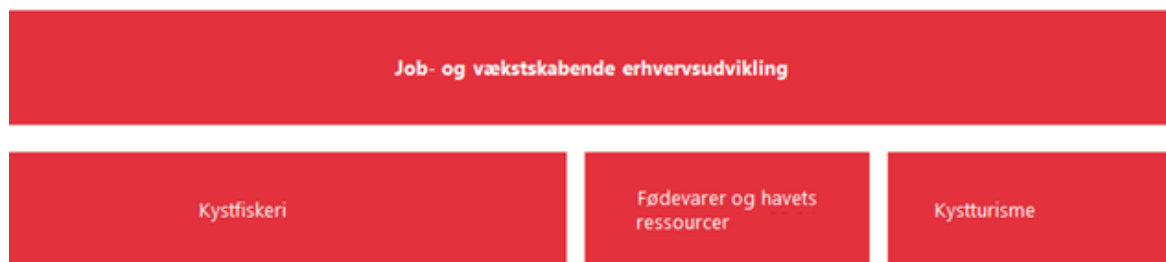 Job- og vækstskabende erhvervsudvikling
Kystfiskeri
Fødevarer og havets
ressourcer
Kystturisme